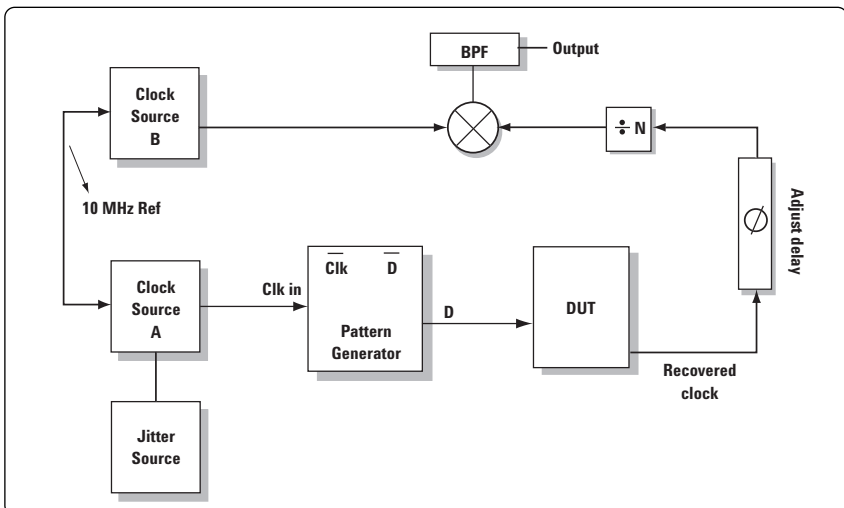 BPF
Output
Clock
Source
B
÷ N
10 MHz Ref
Adjust delay
∅
Clock
Source
A
Clk in
C̅l̅k̅ D̅
Pattern
Generator
D
DUT
Recovered
clock
Jitter
Source